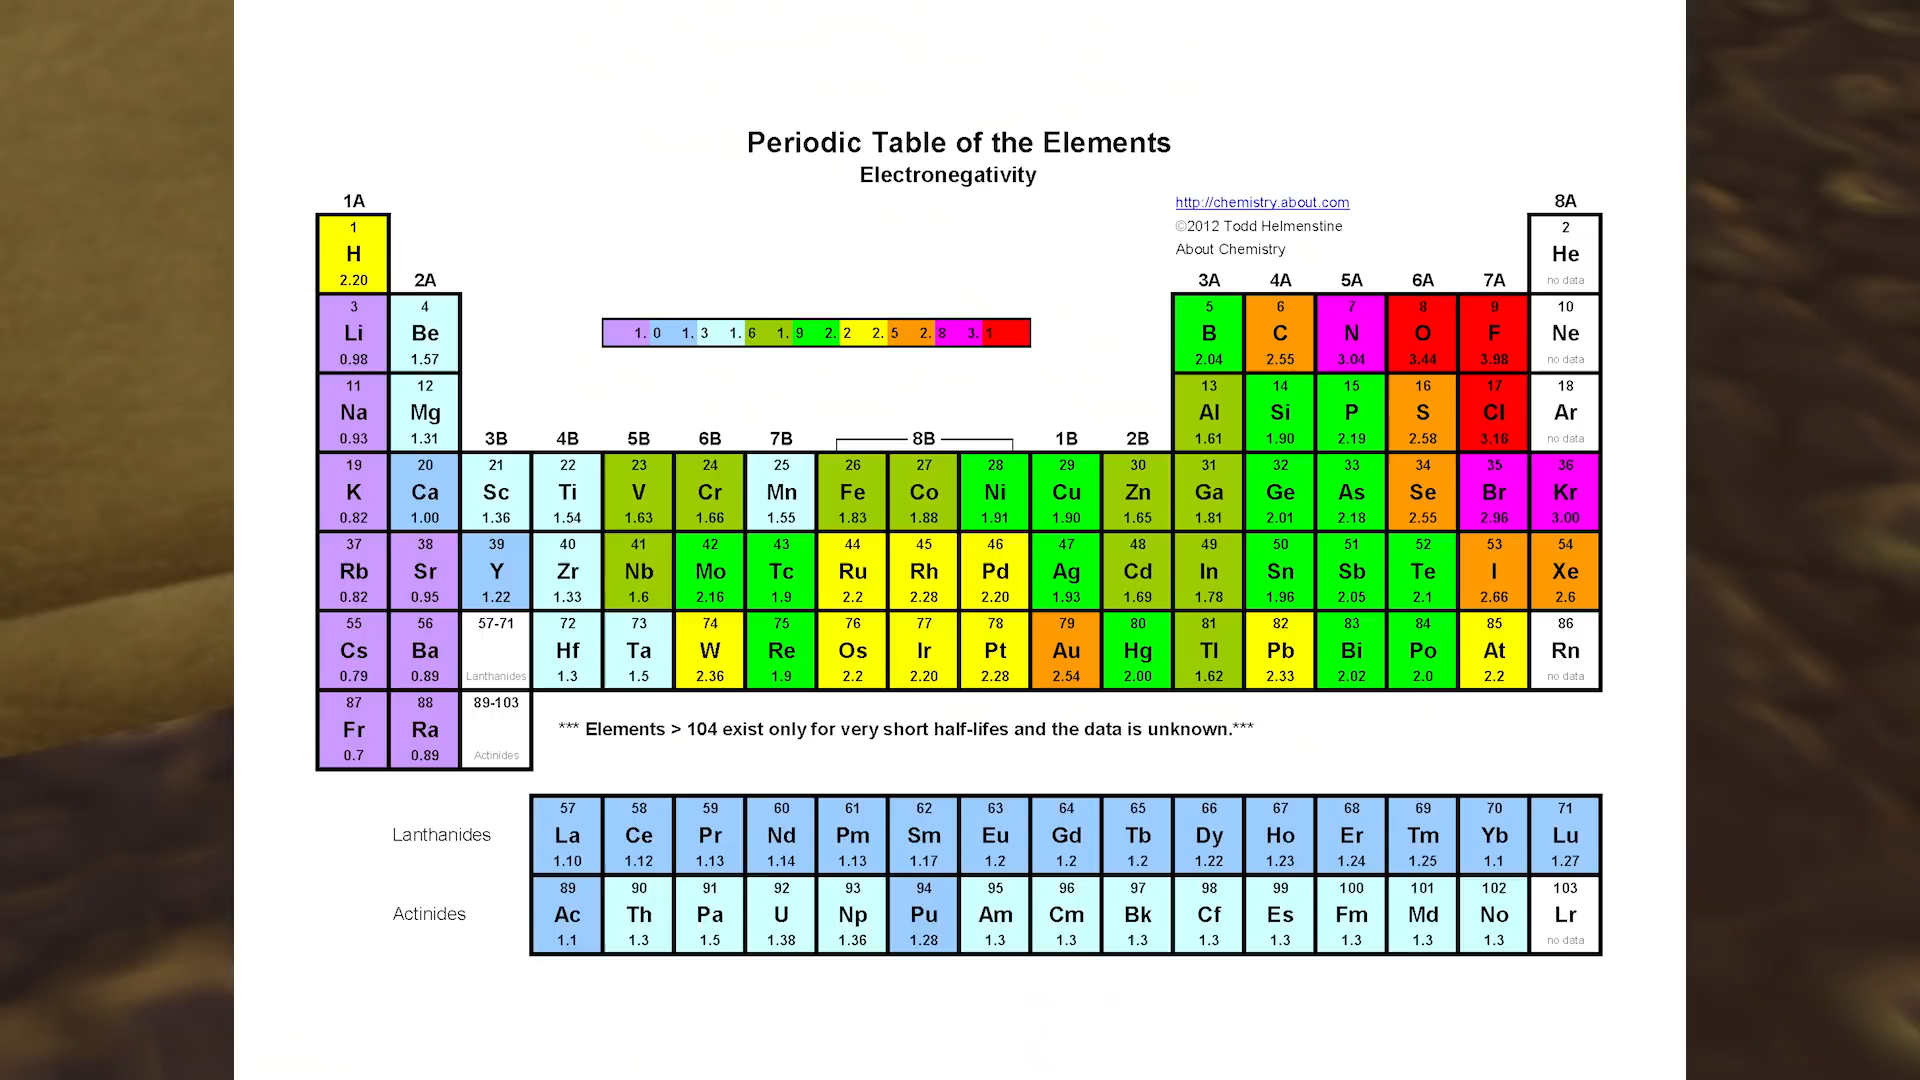 Periodic Table of the Elements
Electronegativity
1A 8A
http://chemistry.about.com
©2012 Todd Helmenstine
About Chemistry
1 2
H He
2.20 no data
2A 3A 4A 5A 6A 7A
3 4 5 6 7 8 9 10
Li Be B C N O F Ne
0.98 1.57 2.04 2.55 3.04 3.44 3.98 no data
1.0 1.3 1.6 1.9 2.2 2.5 2.8 3.1
11 12 13 14 15 16 17 18
Na Mg Al Si P S Cl Ar
0.93 1.31 1.61 1.90 2.19 2.58 3.16 no data
3B 4B 5B 6B 7B 8B 1B 2B
19 20 21 22 23 24 25 26 27 28 29 30 31 32 33 34 35 36
K Ca Sc Ti V Cr Mn Fe Co Ni Cu Zn Ga Ge As Se Br Kr
0.82 1.00 1.36 1.54 1.63 1.66 1.55 1.83 1.88 1.91 1.90 1.65 1.81 2.01 2.18 2.55 2.96 3.00
37 38 39 40 41 42 43 44 45 46 47 48 49 50 51 52 53 54
Rb Sr Y Zr Nb Mo Tc Ru Rh Pd Ag Cd In Sn Sb Te I Xe
0.82 0.95 1.22 1.33 1.6 2.16 1.9 2.2 2.28 2.20 1.93 1.69 1.78 1.96 2.05 2.1 2.66 2.6
55 56 57-71 72 73 74 75 76 77 78 79 80 81 82 83 84 85 86
Cs Ba Hf Ta W Re Os Ir Pt Au Hg Tl Pb Bi Po At Rn
0.79 0.89 Lanthanides 1.3 1.5 2.36 1.9 2.2 2.20 2.28 2.54 2.00 1.62 2.33 2.02 2.0 2.2 no data
87 88 89-103
Fr Ra
0.7 0.89 Actinides
*** Elements > 104 exist only for very short half-lifes and the data is unknown.***
57 58 59 60 61 62 63 64 65 66 67 68 69 70 71
Lanthanides La Ce Pr Nd Pm Sm Eu Gd Tb Dy Ho Er Tm Yb Lu
1.10 1.12 1.13 1.14 1.13 1.17 1.2 1.2 1.2 1.22 1.23 1.24 1.25 1.1 1.27
89 90 91 92 93 94 95 96 97 98 99 100 101 102 103
Actinides Ac Th Pa U Np Pu Am Cm Bk Cf Es Fm Md No Lr
1.1 1.3 1.5 1.38 1.36 1.28 1.3 1.3 1.3 1.3 1.3 1.3 1.3 1.3 no data